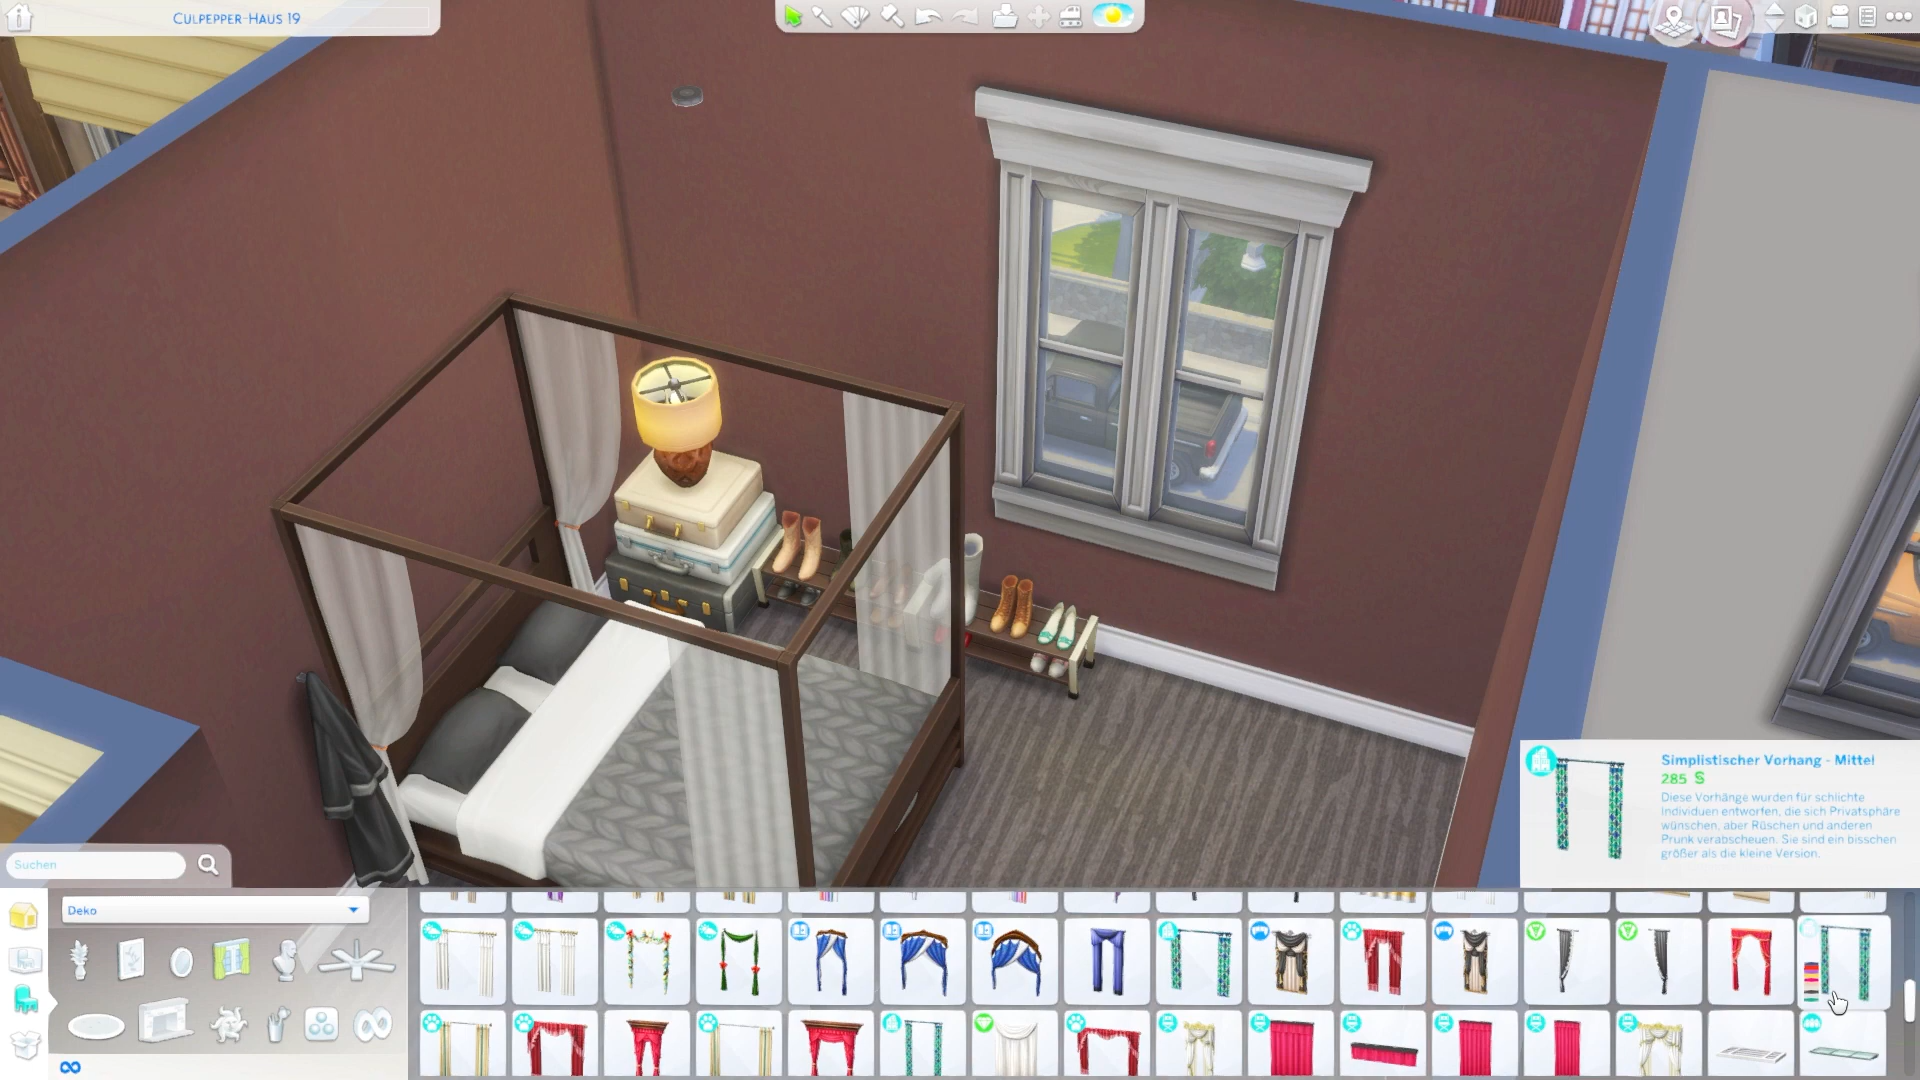 Culpepper-Haus 19
Simplistischer Vorhang - Mittel
285 $
Diese Vorhänge wurden für schlichte
Individuen entworfen, die sich Privatsphäre
wünschen, aber Rüschen und anderen
Prunk verabscheuen. Sie sind ein bisschen
größer als die kleine Version.
Suchen
Deko